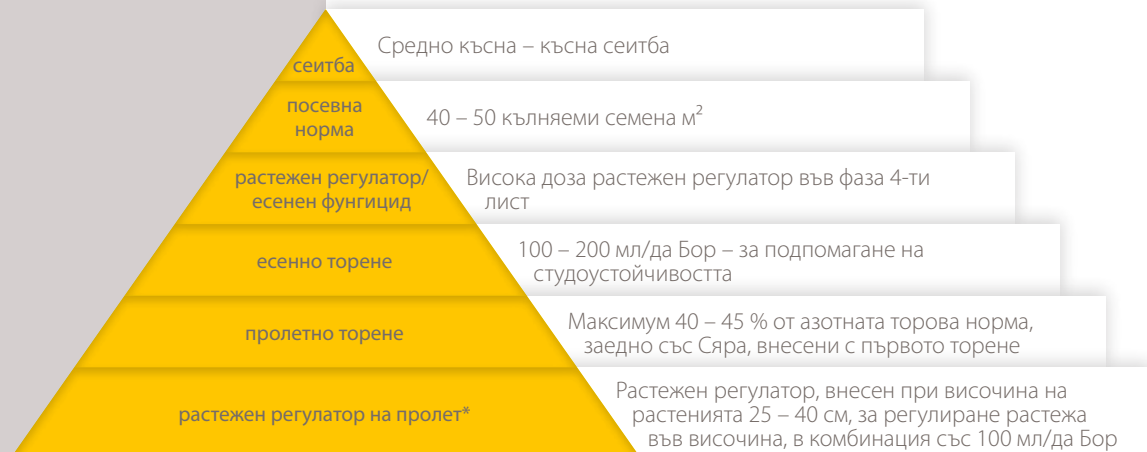 сеитба
Средно късна – късна сеитба
посевна
норма
40 – 50 кълняеми семена м²
растежен регулатор/
есенен фунгицид
Висока доза растежен регулатор във фаза 4-ти
лист
есенно торене
100 – 200 мл/да Бор – за подпомагане на
студоустойчивостта
пролетно торене
Максимум 40 – 45 % от азотната торова норма,
заедно със Сяра, внесени с първото торене
растежен регулатор на пролет*
Растежен регулатор, внесен при височина на
растенията 25 – 40 см, за регулиране растежа
във височина, в комбинация със 100 мл/да Бор